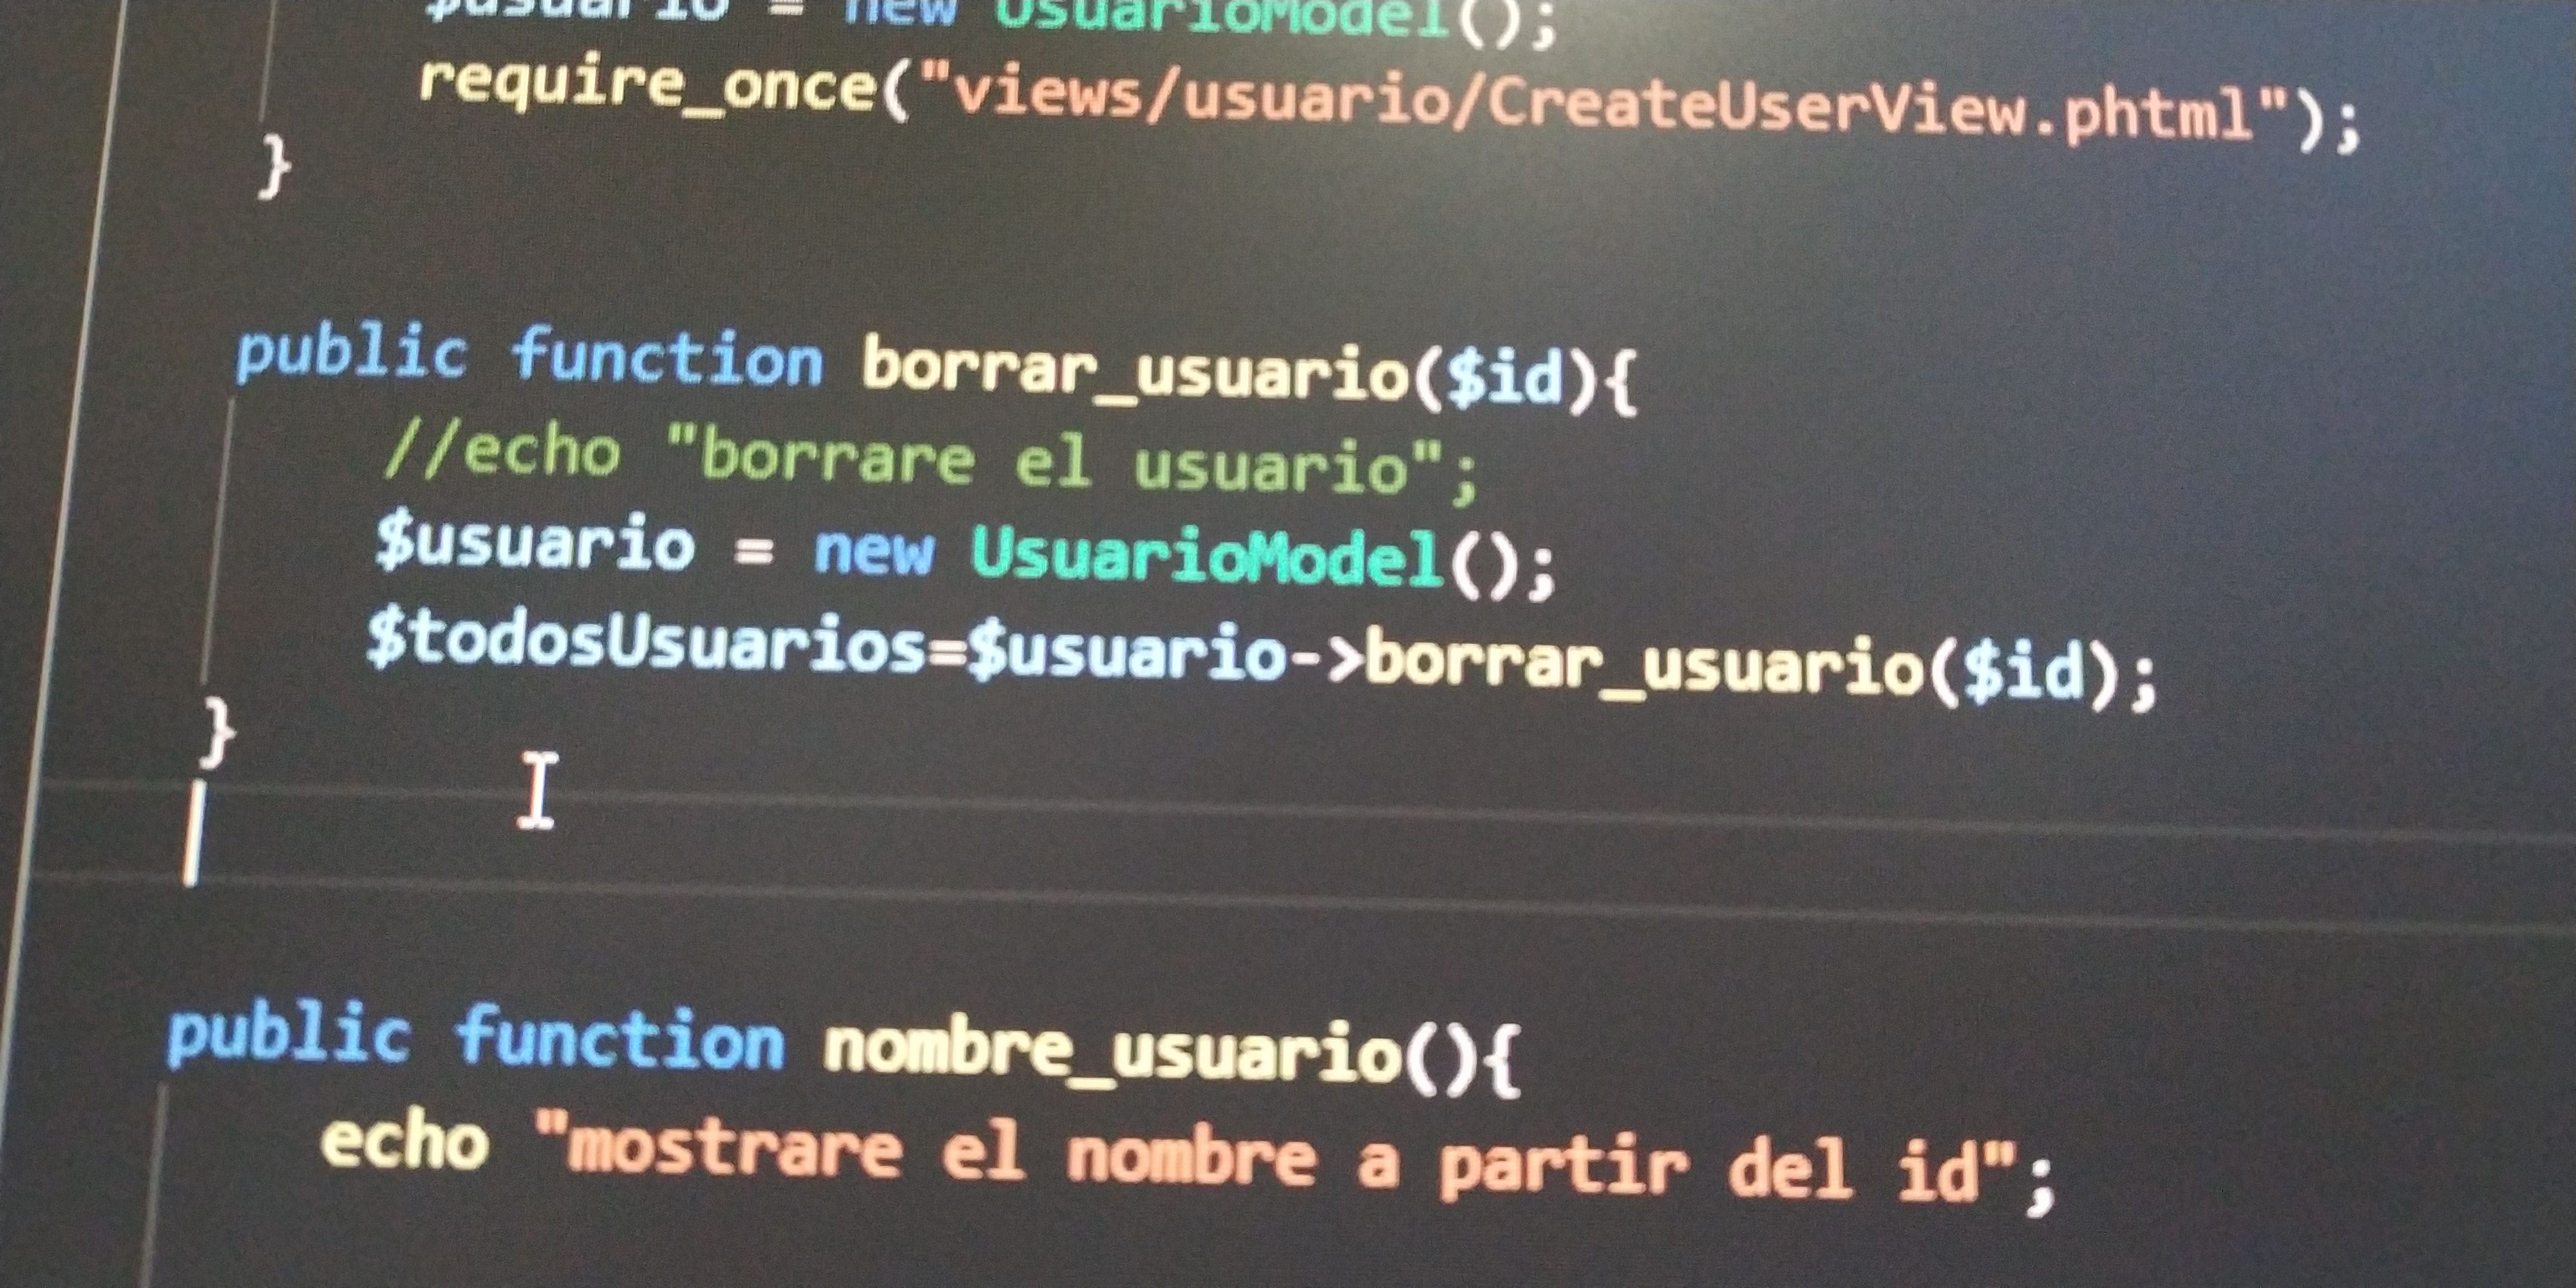 $usuario = new UsuarioModel();
require_once("views/usuario/CreateUserView.phtml");
}
public function borrar_usuario($id){
//echo "borrare el usuario";
$usuario = new UsuarioModel();
$todosUsuarios=$usuario->borrar_usuario($id);
}
public function nombre_usuario(){
echo "mostrare el nombre a partir del id";